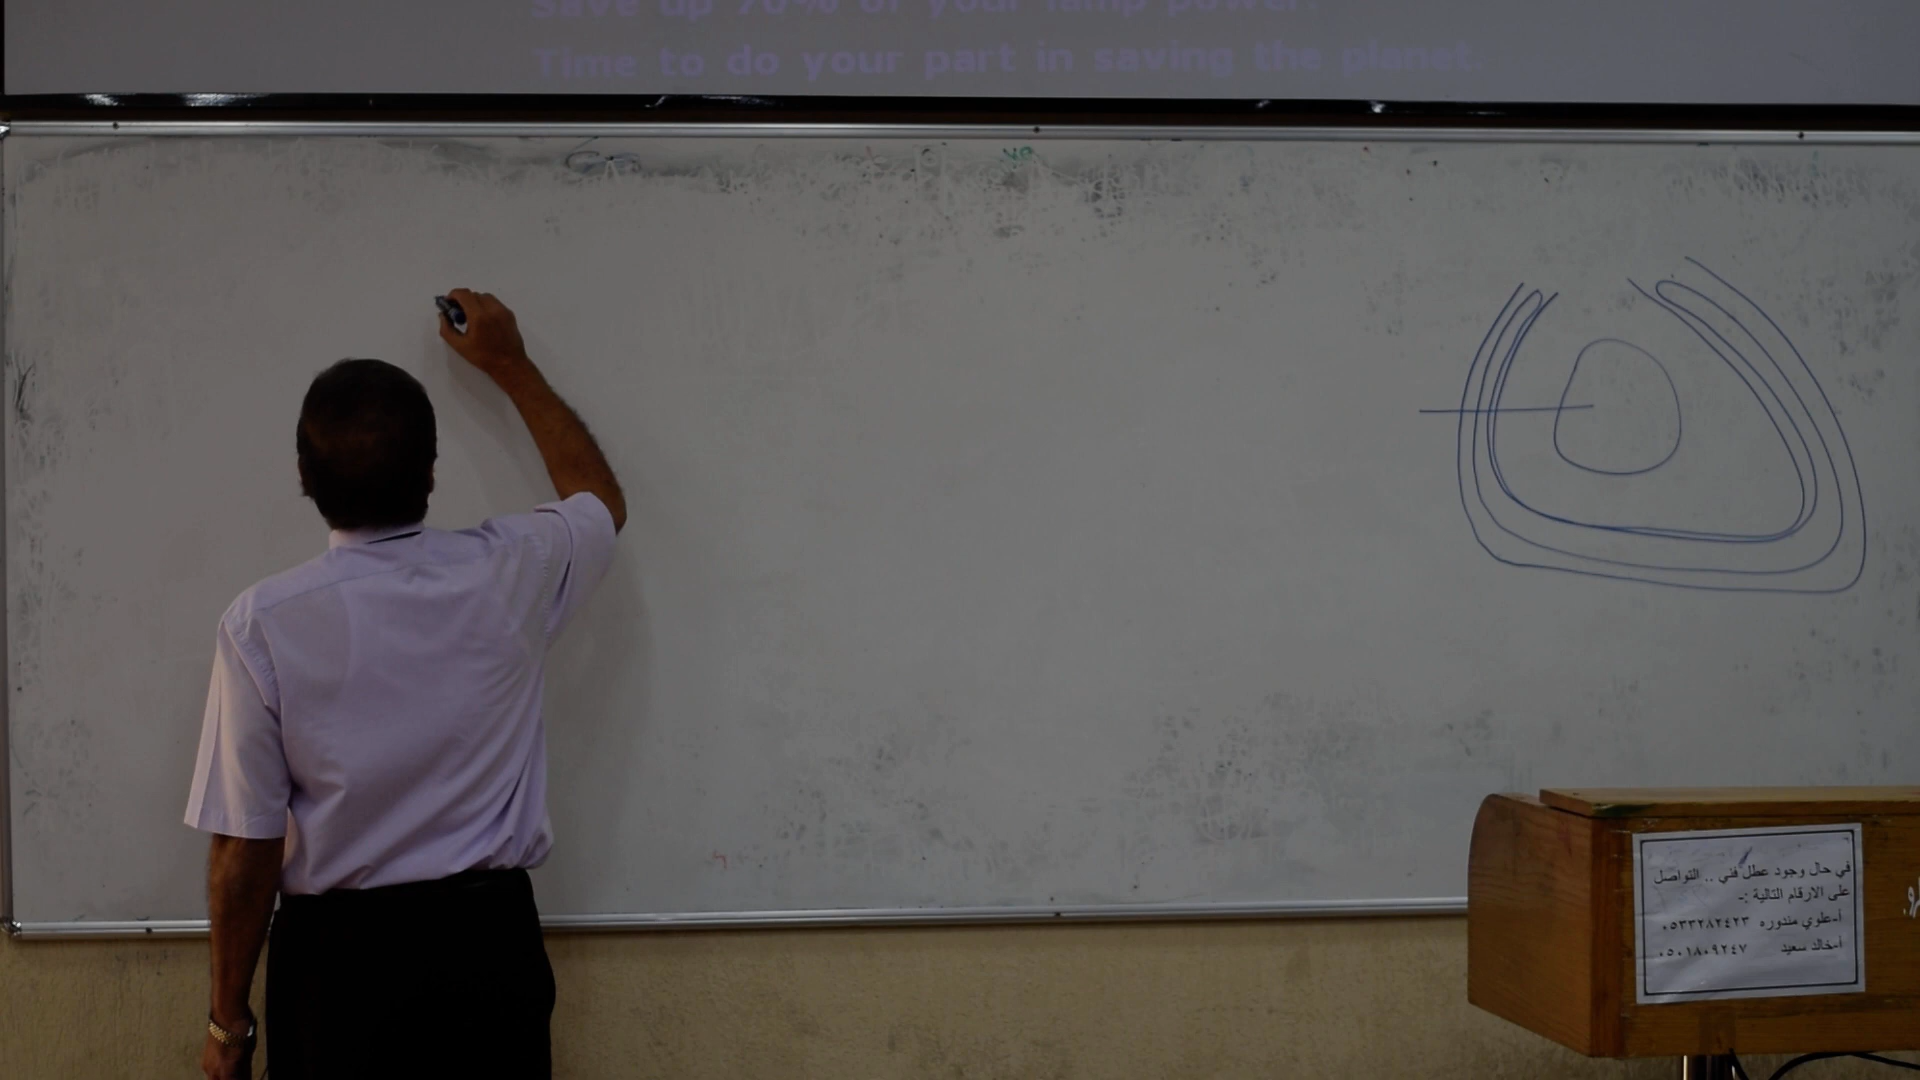 save up 70% of your lamp power.
Time to do your part in saving the planet.
في حال وجود عطل فني .. التواصل
على الارقام التالية :-
أ-علوي مندوره ٠٥٣٣٢٨٢٤٢٣
أ-خالد سعيد ٠٥٠١٨٠٩٢٤٧